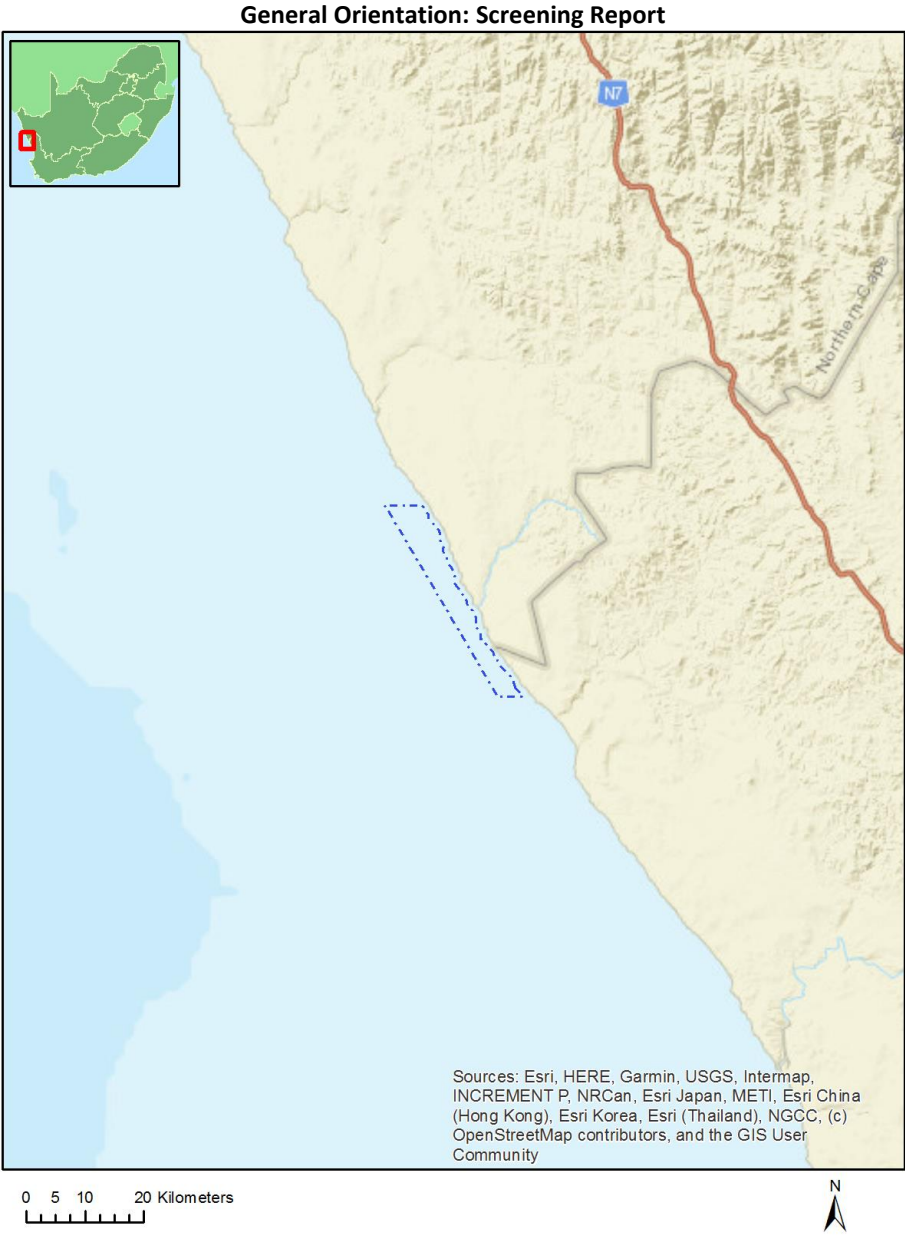 General Orientation: Screening Report
N7
Northern Cape
Sources: Esri, HERE, Garmin, USGS, Intermap,
INCREMENT P, NRCan, Esri Japan, METI, Esri China
(Hong Kong), Esri Korea, Esri (Thailand), NGCC, (c)
OpenStreetMap contributors, and the GIS User
Community
0 5 10 20 Kilometers
N